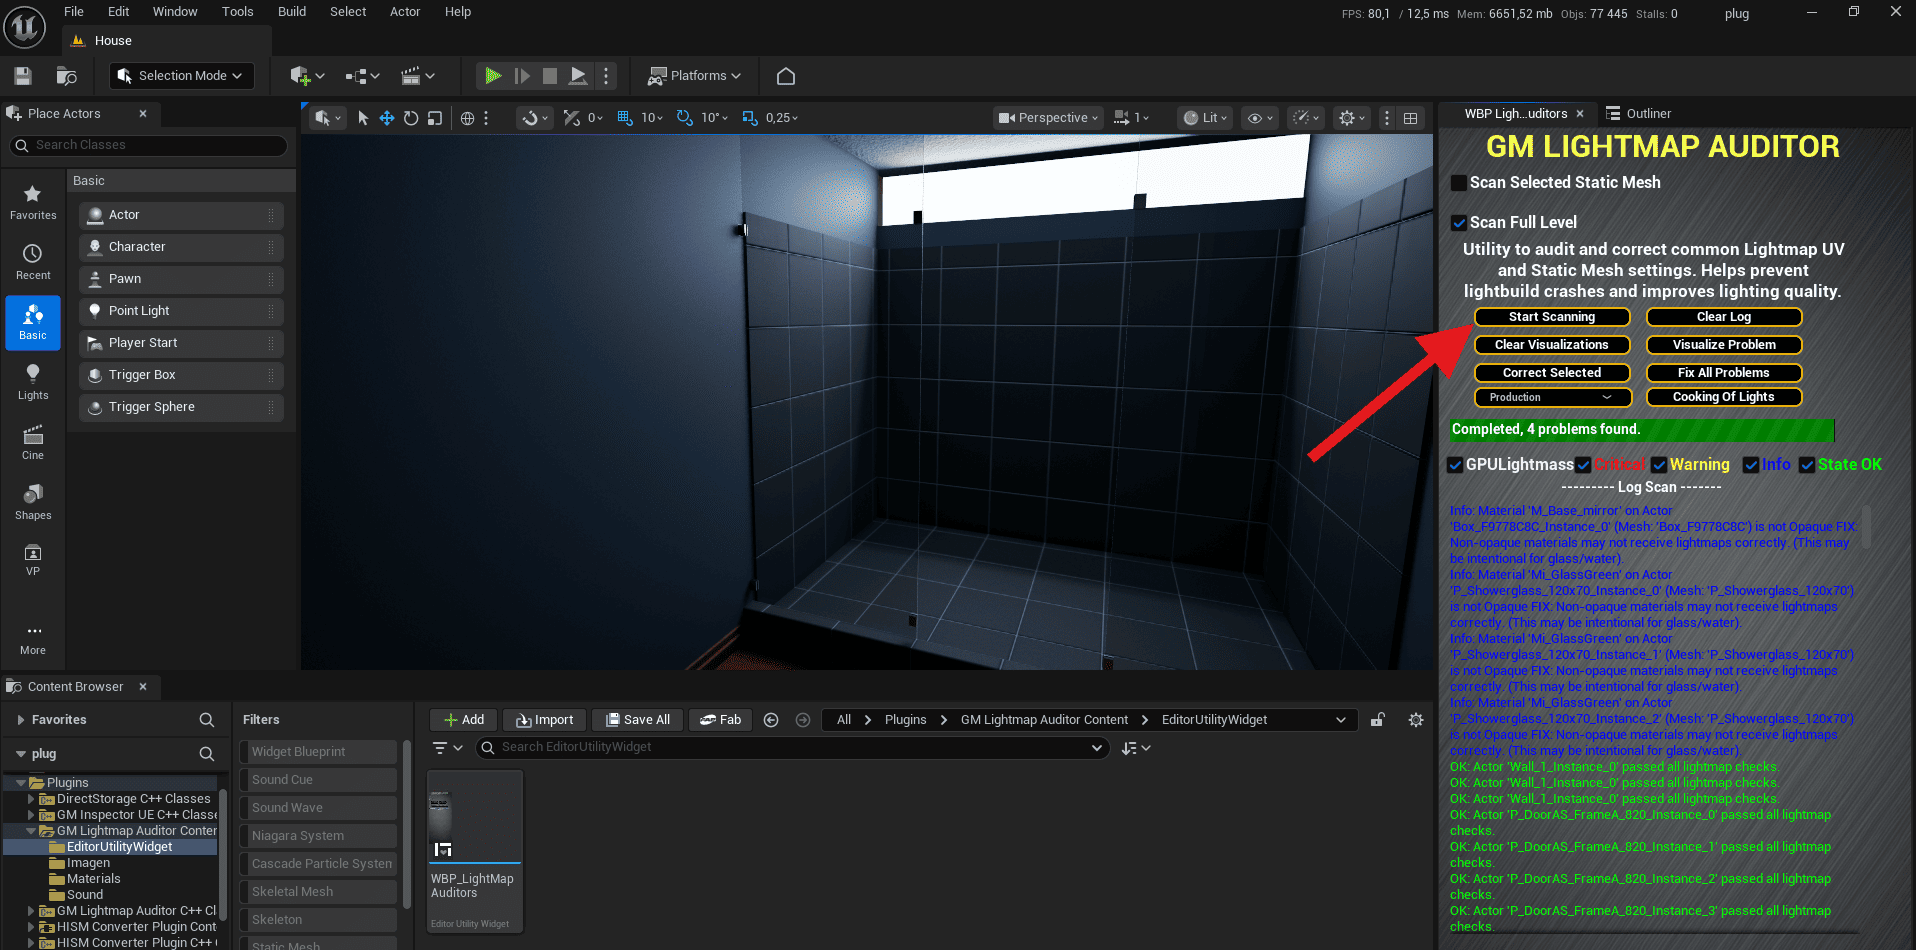 File Edit Window Tools Build Select Actor Help
FPS: 80,1 / 12,5 ms Mem: 6651,52 mb Objs: 77 445 Stalls: 0 plug
House
Selection Mode
Platforms
Place Actors
Search Classes
Favorites
Recent
Basic
Lights
Cine
Shapes
VP
More
Basic
Actor
Character
Pawn
Point Light
Player Start
Trigger Box
Trigger Sphere
0 10 10° 0,25
Perspective 1 Lit
WBP Ligh...uditors
Outliner
GM LIGHTMAP AUDITOR
Scan Selected Static Mesh
Scan Full Level
Utility to audit and correct common Lightmap UV
and Static Mesh settings. Helps prevent
lightbuild crashes and improves lighting quality.
Start Scanning Clear Log
Clear Visualizations Visualize Problem
Correct Selected Fix All Problems
Production Cooking Of Lights
Completed, 4 problems found.
GPULightmass Critical Warning Info State OK
--------- Log Scan -------
Info: Material 'M_Base_mirror' on Actor
'Box_F9778C8C_Instance_0' (Mesh: 'Box_F9778C8C') is not Opaque FIX:
Non-opaque materials may not receive lightmaps correctly. (This may
be intentional for glass/water).
Info: Material 'Mi_GlassGreen' on Actor
'P_Showerglass_120x70_Instance_0' (Mesh: 'P_Showerglass_120x70')
is not Opaque FIX: Non-opaque materials may not receive lightmaps
correctly. (This may be intentional for glass/water).
Info: Material 'Mi_GlassGreen' on Actor
'P_Showerglass_120x70_Instance_1' (Mesh: 'P_Showerglass_120x70')
is not Opaque FIX: Non-opaque materials may not receive lightmaps
correctly. (This may be intentional for glass/water).
Info: Material 'Mi_GlassGreen' on Actor
'P_Showerglass_120x70_Instance_2' (Mesh: 'P_Showerglass_120x70')
is not Opaque FIX: Non-opaque materials may not receive lightmaps
correctly. (This may be intentional for glass/water).
OK: Actor 'Wall_1_Instance_0' passed all lightmap checks.
OK: Actor 'Wall_1_Instance_0' passed all lightmap checks.
OK: Actor 'Wall_1_Instance_0' passed all lightmap checks.
OK: Actor 'P_DoorAS_FrameA_820_Instance_0' passed all lightmap
checks.
OK: Actor 'P_DoorAS_FrameA_820_Instance_1' passed all lightmap
checks.
OK: Actor 'P_DoorAS_FrameA_820_Instance_2' passed all lightmap
checks.
OK: Actor 'P_DoorAS_FrameA_820_Instance_3' passed all lightmap
checks.
Content Browser
Favorites
plug
Plugins
DirectStorage C++ Classes
GM Inspector UE C++ Classe
GM Lightmap Auditor Conter
EditorUtilityWidget
Imagen
Materials
Sound
GM Lightmap Auditor C++ Cl
HISM Converter Plugin Cont
HISM Converter Plugin C++ (
Filters
Widget Blueprint
Sound Cue
Sound Wave
Niagara System
Cascade Particle System
Skeletal Mesh
Skeleton
Static Mesh
Add Import Save All Fab All Plugins GM Lightmap Auditor Content EditorUtilityWidget
Search EditorUtilityWidget
WBP_LightMap
Auditors
Editor Utility Widget